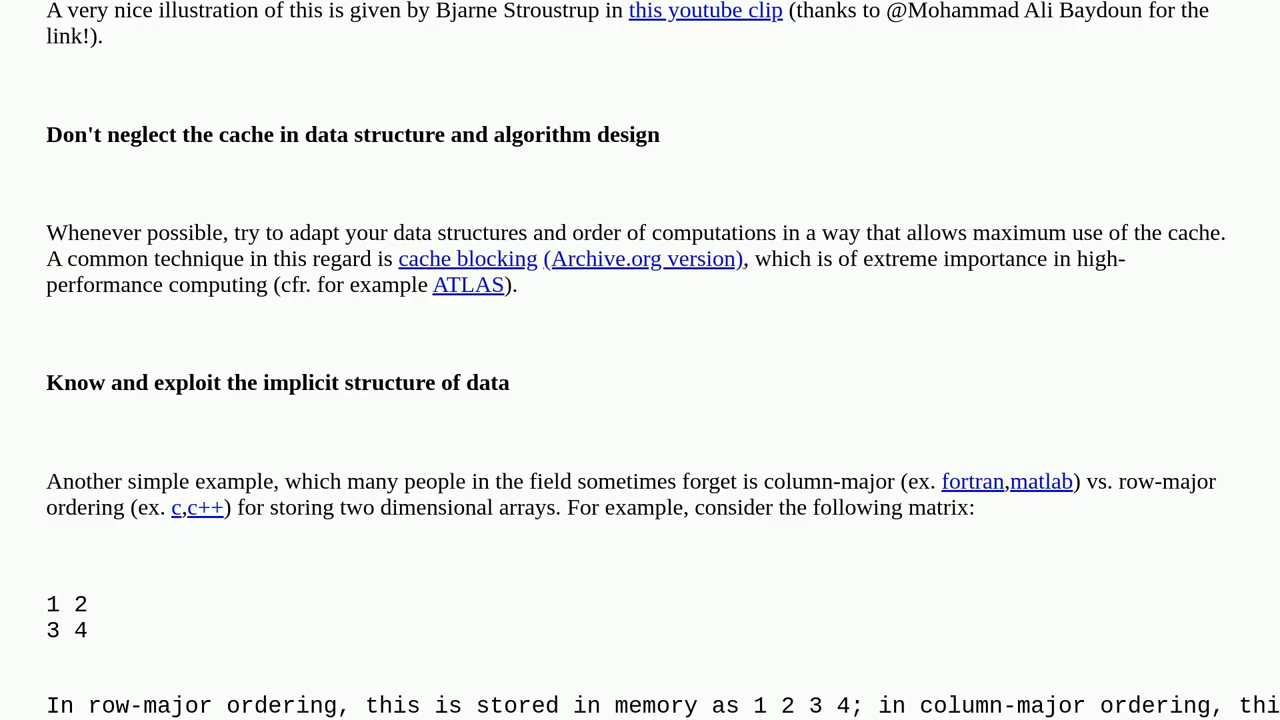 A very nice illustration of this is given by Bjarne Stroustrup in this youtube clip (thanks to @Mohammad Ali Baydoun for the
link!).
Don't neglect the cache in data structure and algorithm design
Whenever possible, try to adapt your data structures and order of computations in a way that allows maximum use of the cache.
A common technique in this regard is cache blocking (Archive.org version), which is of extreme importance in high-
performance computing (cfr. for example ATLAS).
Know and exploit the implicit structure of data
Another simple example, which many people in the field sometimes forget is column-major (ex. fortran,matlab) vs. row-major
ordering (ex. c,c++) for storing two dimensional arrays. For example, consider the following matrix:
1 2
3 4
In row-major ordering, this is stored in memory as 1 2 3 4; in column-major ordering, thi